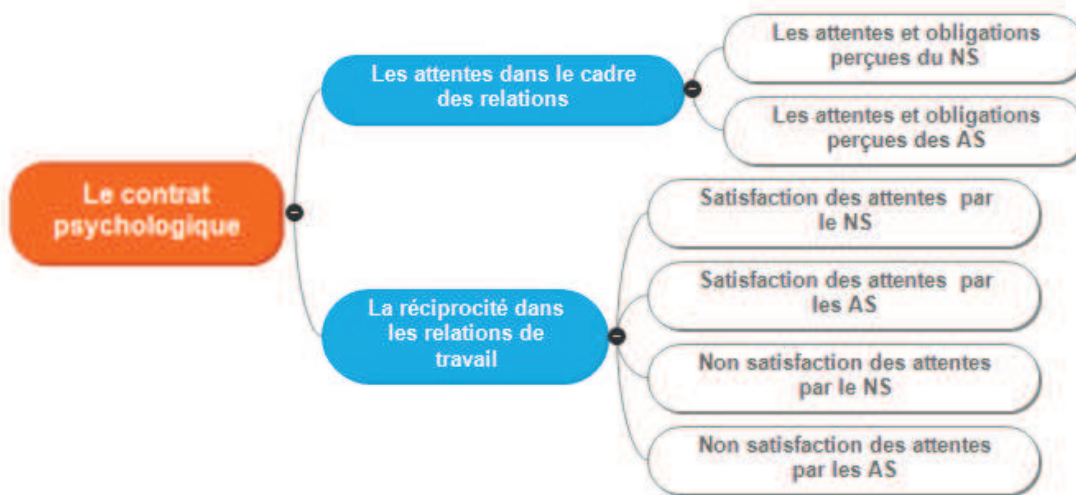 Le contrat
psychologique
Les attentes dans le cadre
des relations
Les attentes et obligations
perçues du NS
Les attentes et obligations
perçues des AS
La réciprocité dans
les relations de
travail
Satisfaction des attentes par
le NS
Satisfaction des attentes par
les AS
Non satisfaction des attentes
par le NS
Non satisfaction des attentes
par les AS